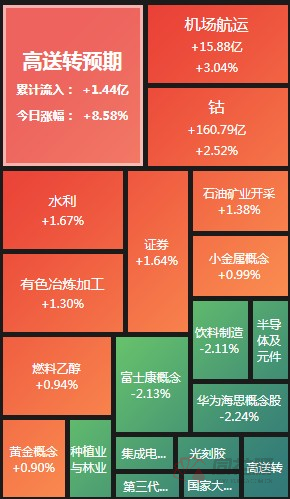 高送转预期
累计流入： +1.44亿
今日涨幅： +8.58%
机场航运
+15.88亿
+3.04%
钴
+160.79亿
+2.52%
水利
+1.67%
有色冶炼加工
+1.30%
证券
+1.64%
石油矿业开采
+1.38%
小金属概念
+0.99%
饮料制造
-2.11%
半导
体及
元件
燃料乙醇
+0.94%
富士康概念
-2.13%
华为海思概念股
-2.24%
黄金概念
+0.90%
种植业
与林业
集成电...
光刻胶
第三代...
国家大...
高送转